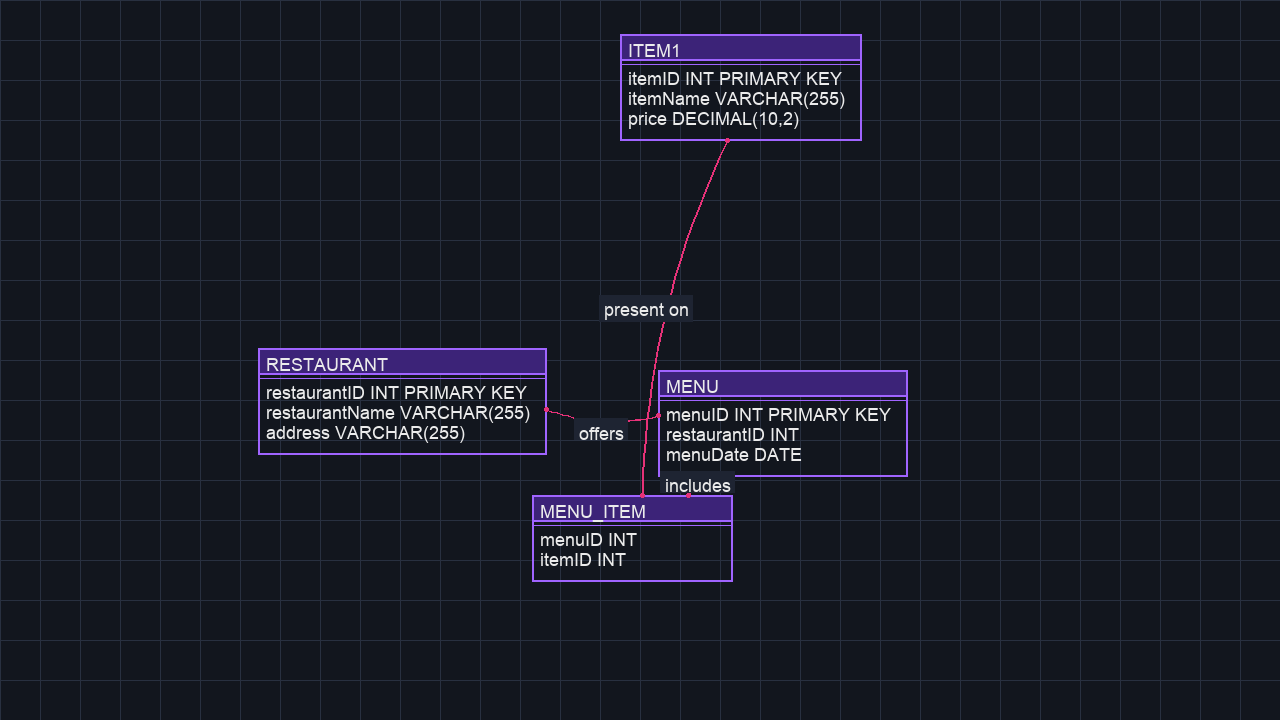 ITEM1
itemID INT PRIMARY KEY
itemName VARCHAR(255)
price DECIMAL(10,2)
present on
RESTAURANT
restaurantID INT PRIMARY KEY
restaurantName VARCHAR(255)
address VARCHAR(255)
offers
MENU
menuID INT PRIMARY KEY
restaurantID INT
menuDate DATE
includes
MENU_ITEM
menuID INT
itemID INT